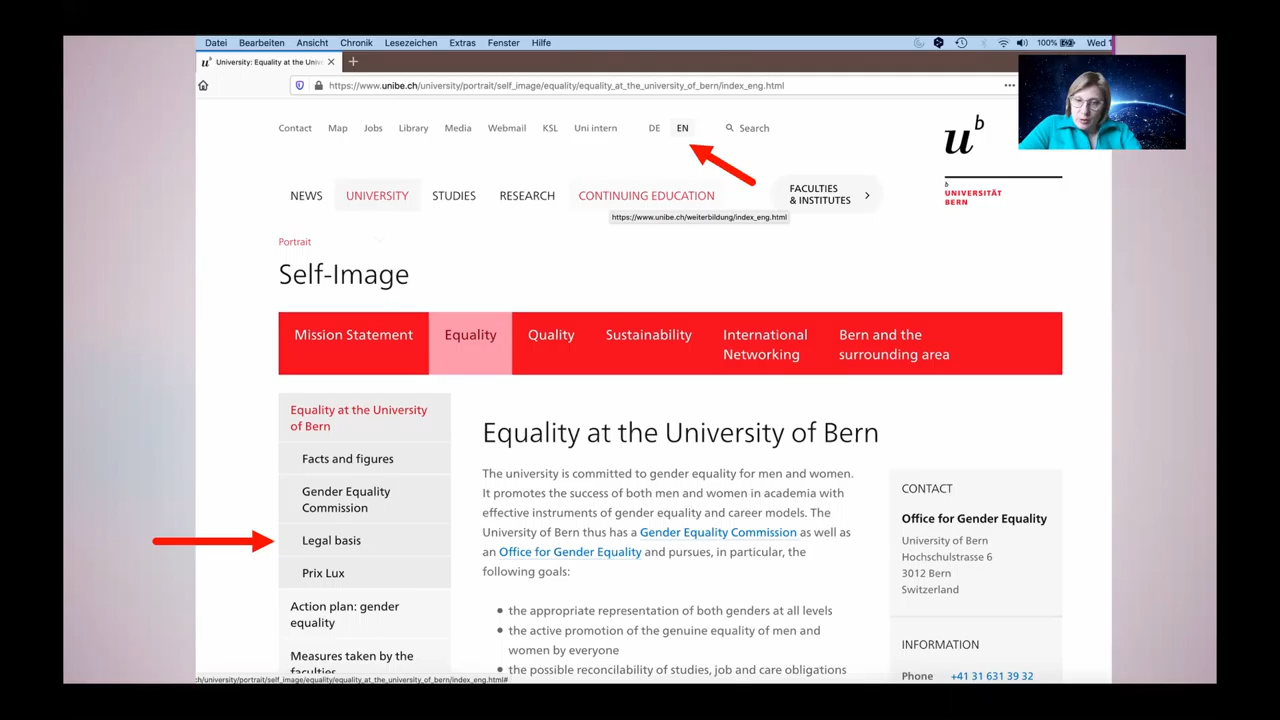 Datei Bearbeiten Ansicht Chronik Lesezeichen Extras Fenster Hilfe 100% Wed 1
University: Equality at the Unive
https://www.unibe.ch/university/portrait/self_image/equality/equality_at_the_university_of_bern/index_eng.html
Contact Map Jobs Library Media Webmail KSL Uni intern DE EN Search
u^b
b
UNIVERSITÄT
BERN
NEWS UNIVERSITY STUDIES RESEARCH CONTINUING EDUCATION
FACULTIES
& INSTITUTES
https://www.unibe.ch/weiterbildung/index_eng.html
Portrait
Self-Image
Mission Statement Equality Quality Sustainability
International
Networking
Bern and the
surrounding area
Equality at the University
of Bern
Facts and figures
Gender Equality
Commission
Legal basis
Prix Lux
Action plan: gender
equality
Measures taken by the
faculties
Equality at the University of Bern
The university is committed to gender equality for men and women.
It promotes the success of both men and women in academia with
effective instruments of gender equality and career models. The
University of Bern thus has a Gender Equality Commission as well as
an Office for Gender Equality and pursues, in particular, the
following goals:
• the appropriate representation of both genders at all levels
• the active promotion of the genuine equality of men and
women by everyone
• the possible reconcilability of studies, job and care obligations
CONTACT
Office for Gender Equality
University of Bern
Hochschulstrasse 6
3012 Bern
Switzerland
INFORMATION
Phone +41 31 631 39 32
ch/university/portrait/self_image/equality/equality_at_the_university_of_bern/index_eng.html#